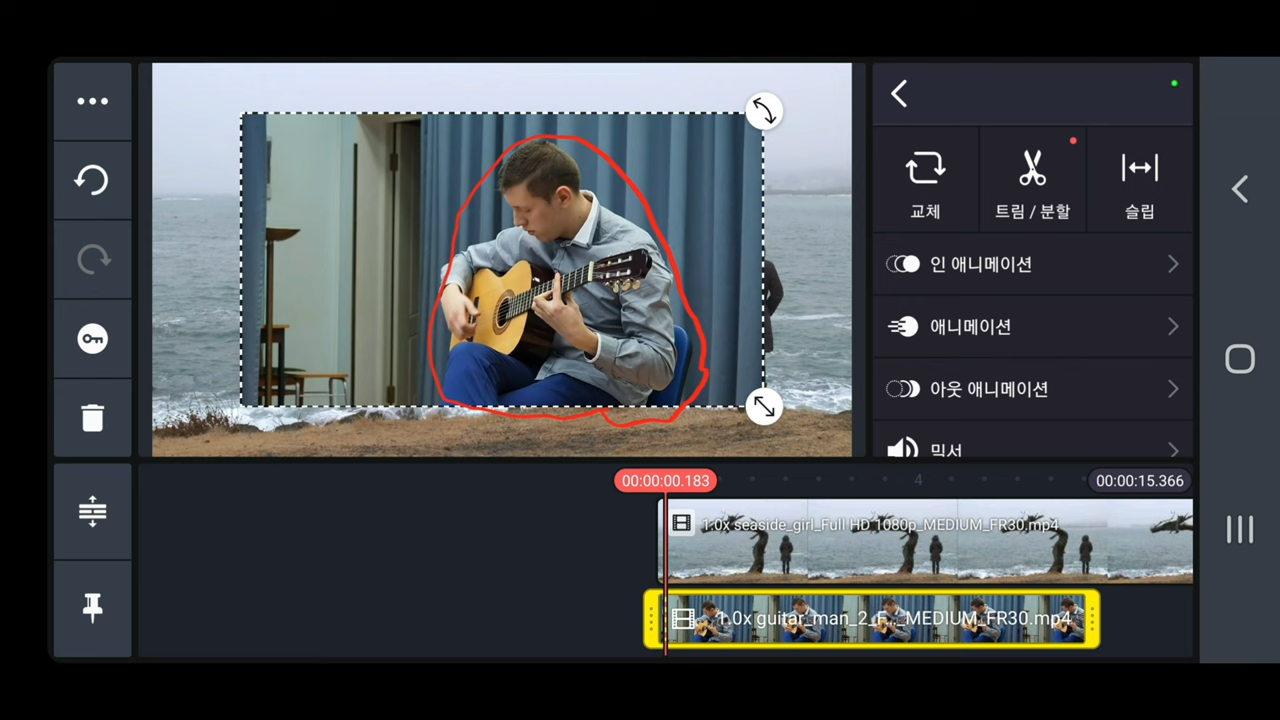 교체
트림 / 분할
슬립
인 애니메이션
애니메이션
아웃 애니메이션
믹서
00:00:00.183
4
00:00:15.366
1.0x seaside_girl_Full HD 1080p_MEDIUM_FR30.mp4
1.0x guitar_man_2_F..._MEDIUM_FR30.mp4